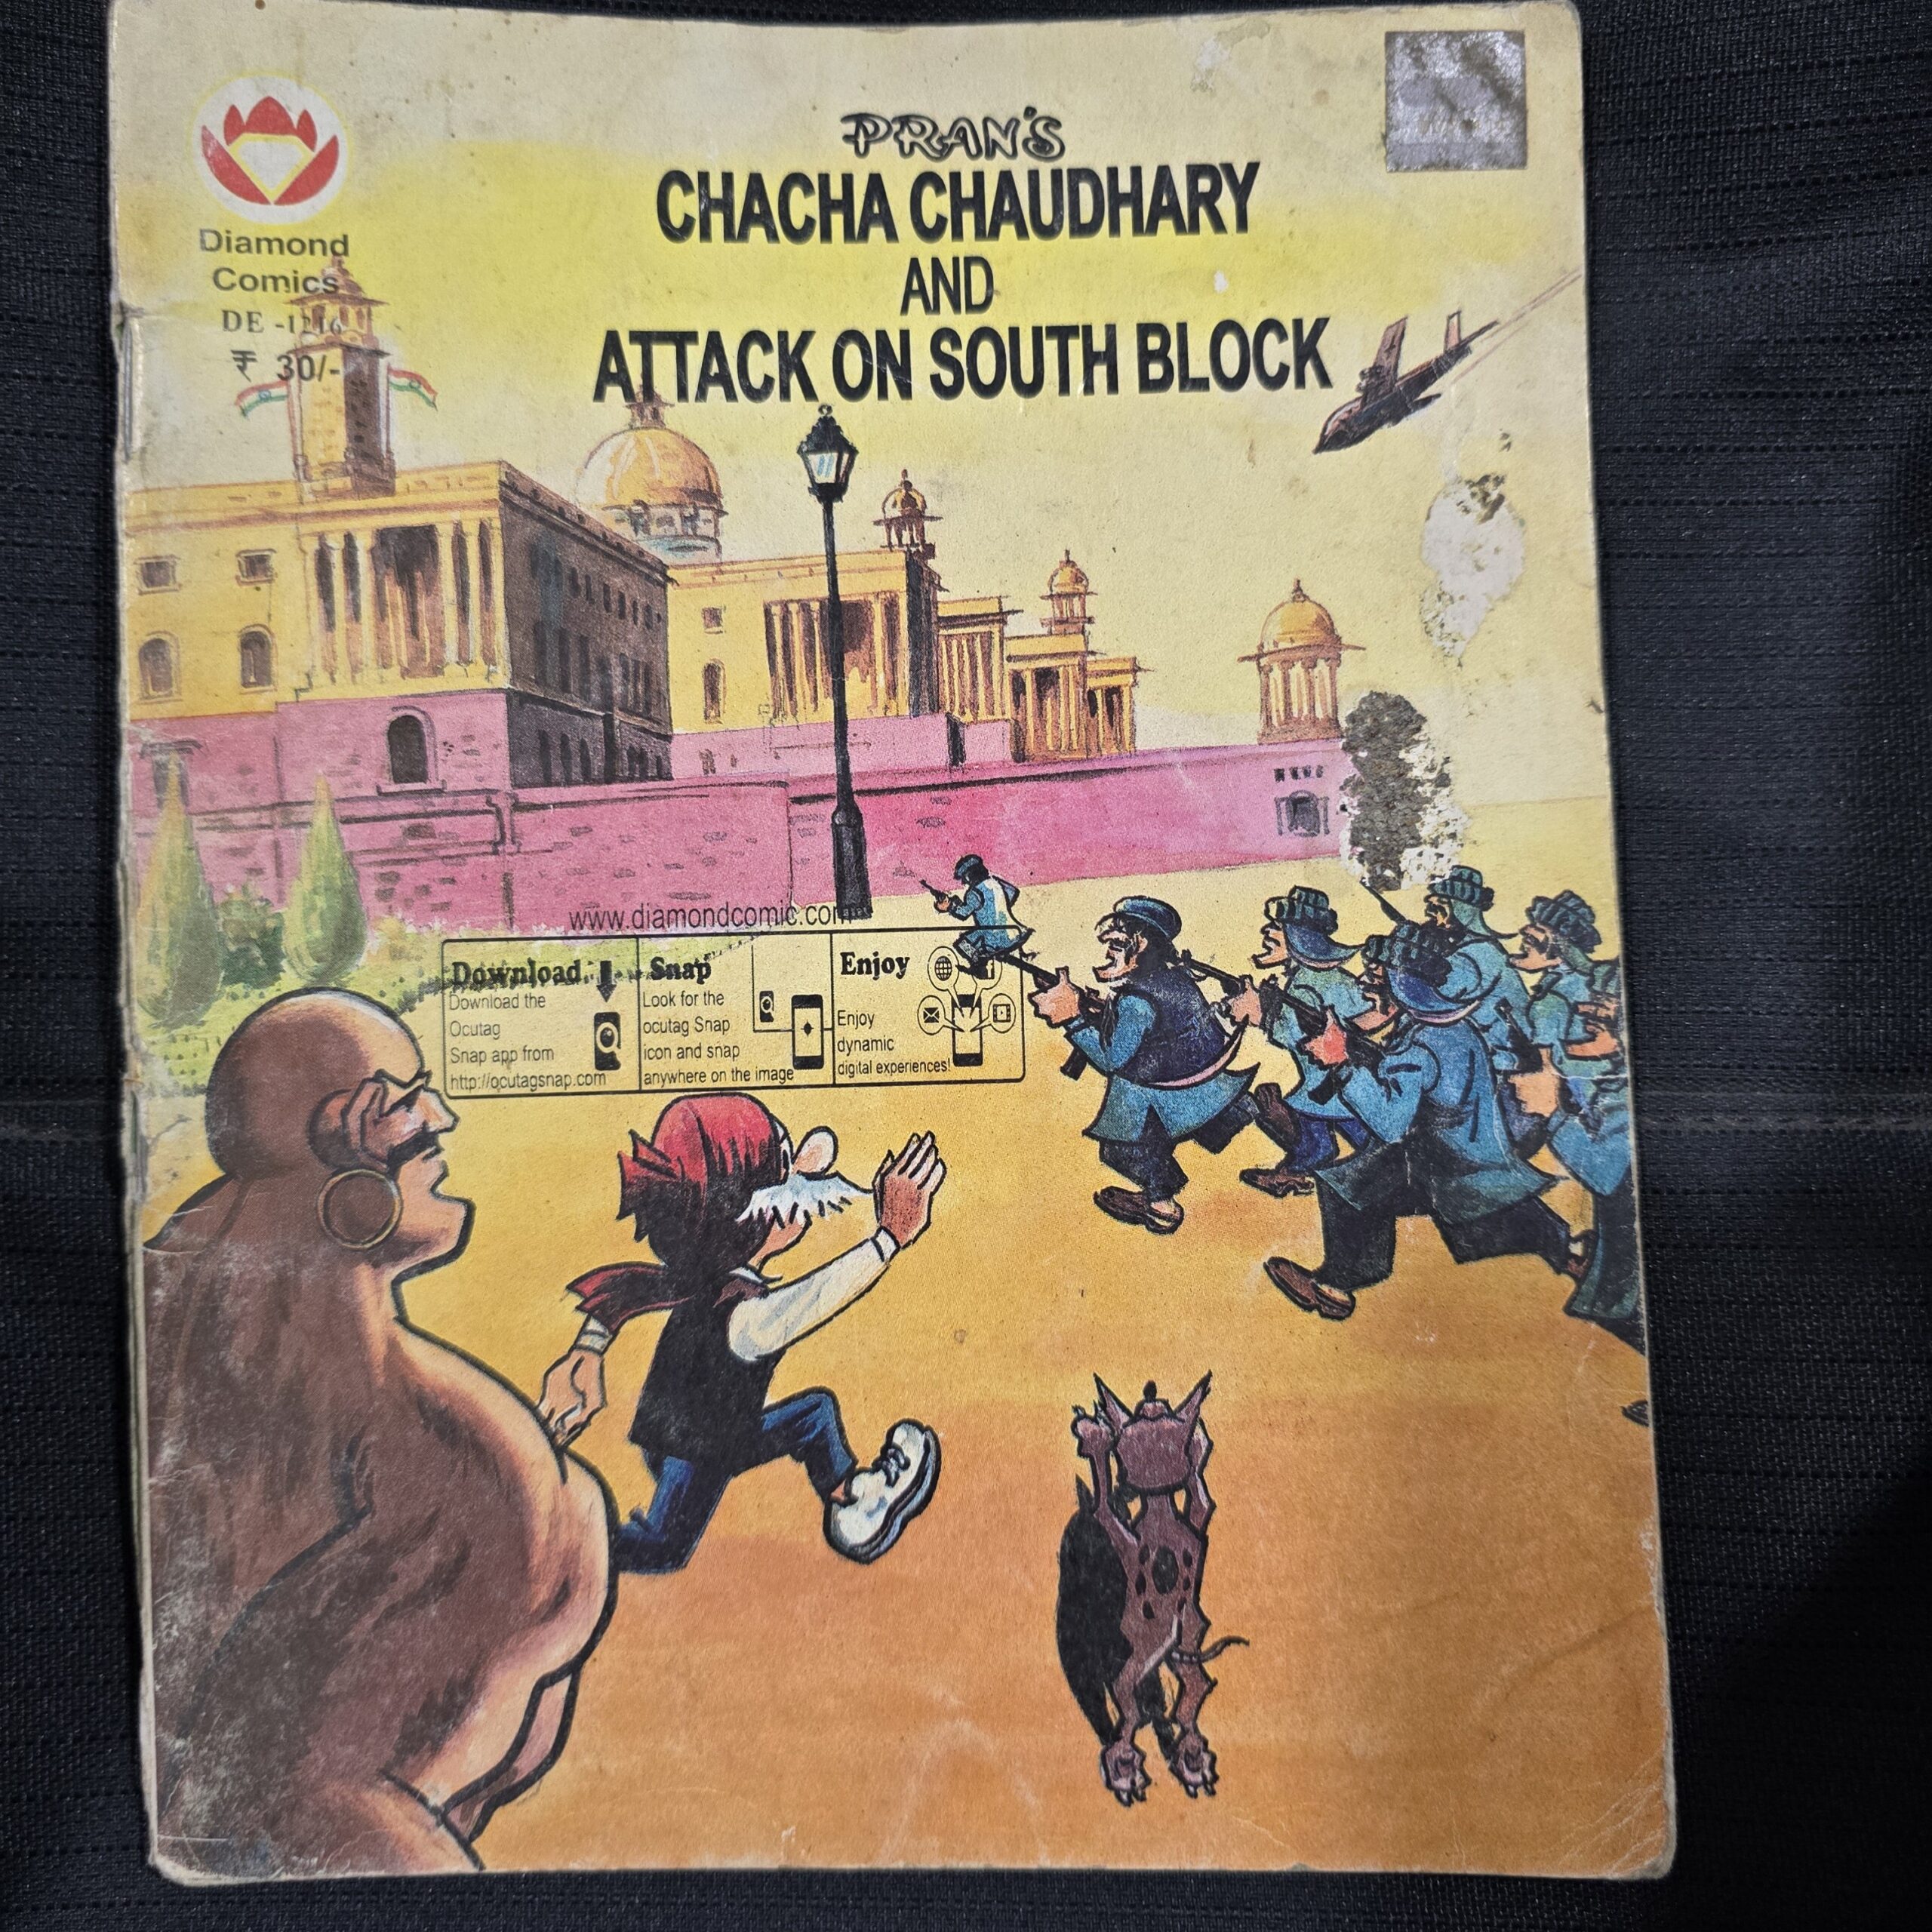 PRAN'S
CHACHA CHAUDHARY
AND
ATTACK ON SOUTH BLOCK
Diamond
Comics
DE -1216
₹ 30/-
www.diamondcomic.com
Download
Download the
Ocutag
Snap app from
http://ocutagsnap.com
Snap
Look for the
ocutag Snap
icon and snap
anywhere on the image
Enjoy
Enjoy
dynamic
digital experiences!